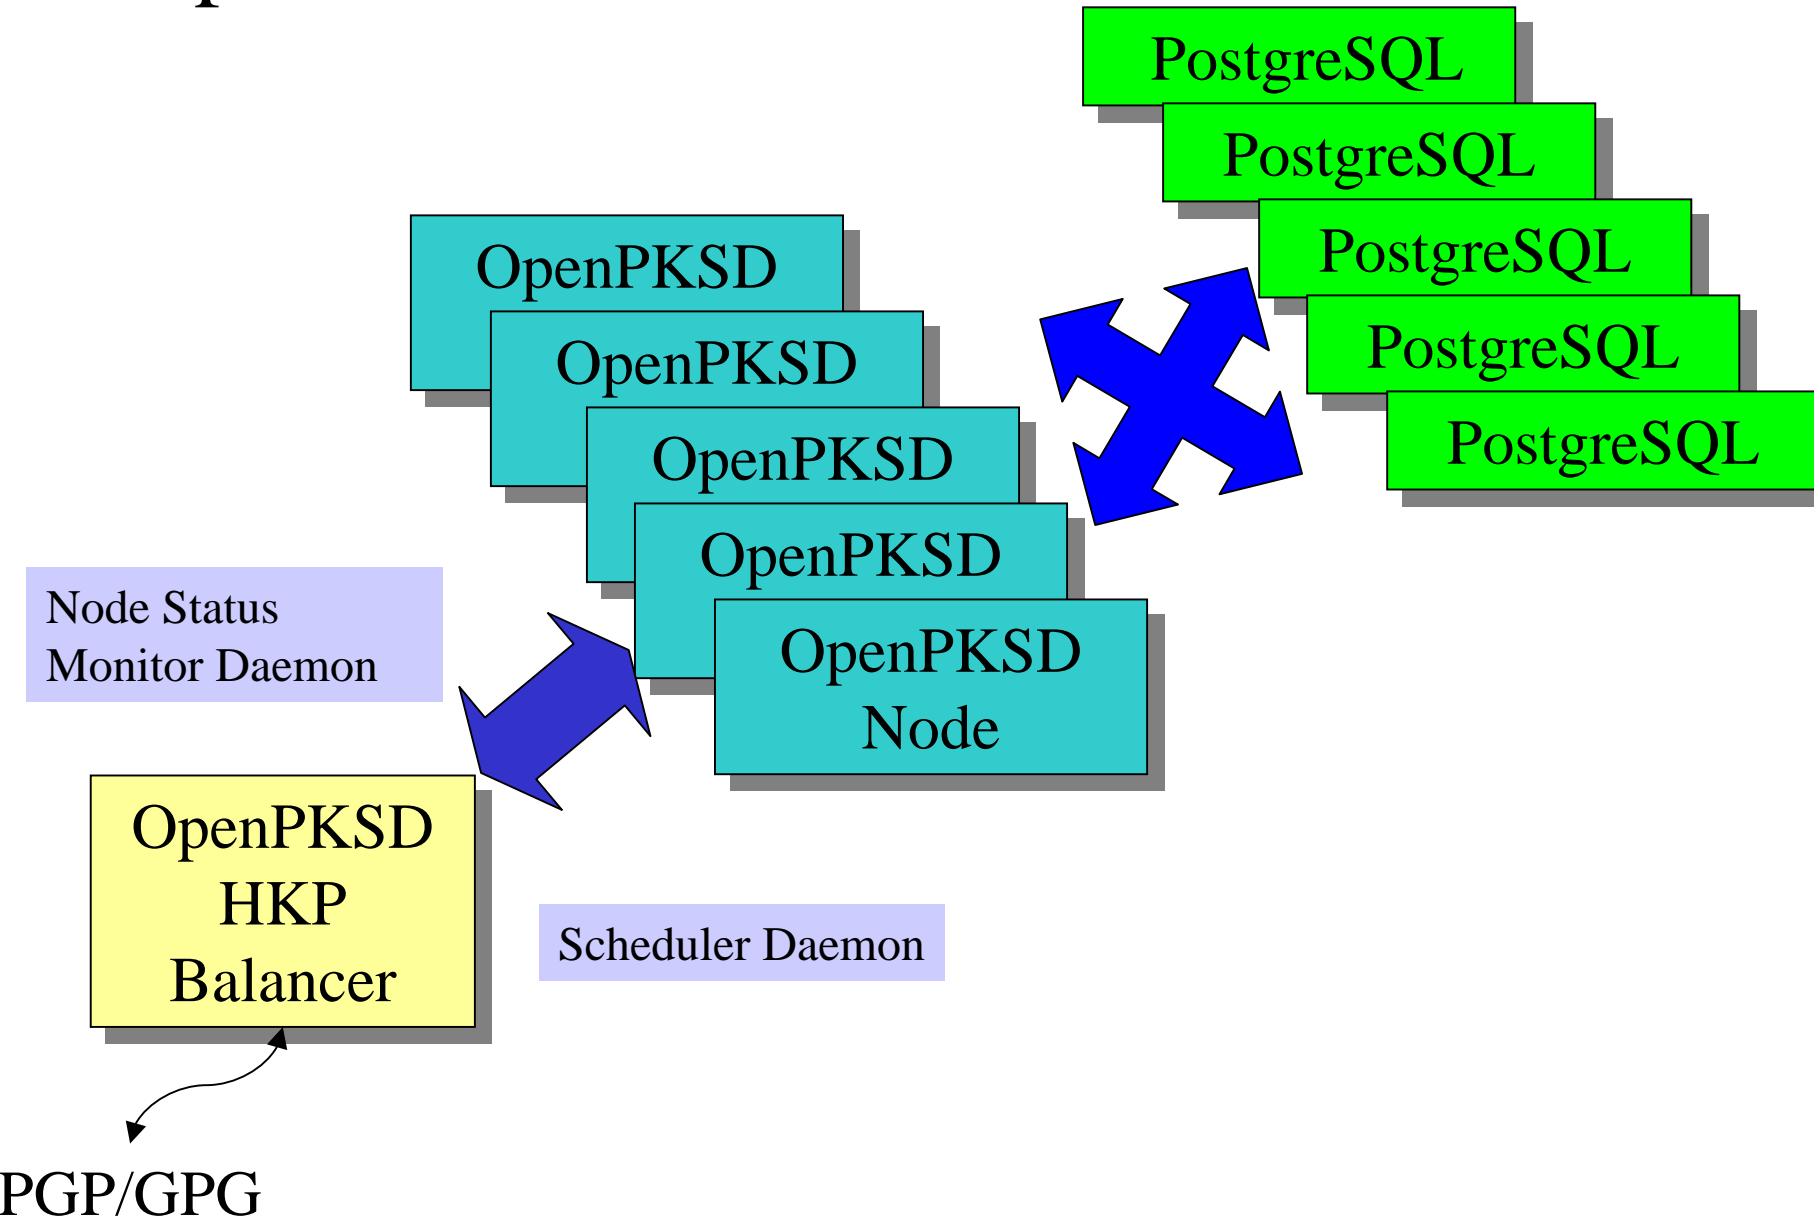 PostgreSQL
PostgreSQL
PostgreSQL
PostgreSQL
PostgreSQL
OpenPKSD
OpenPKSD
OpenPKSD
OpenPKSD
OpenPKSD
Node
Node Status
Monitor Daemon
OpenPKSD
HKP
Balancer
Scheduler Daemon
PGP/GPG